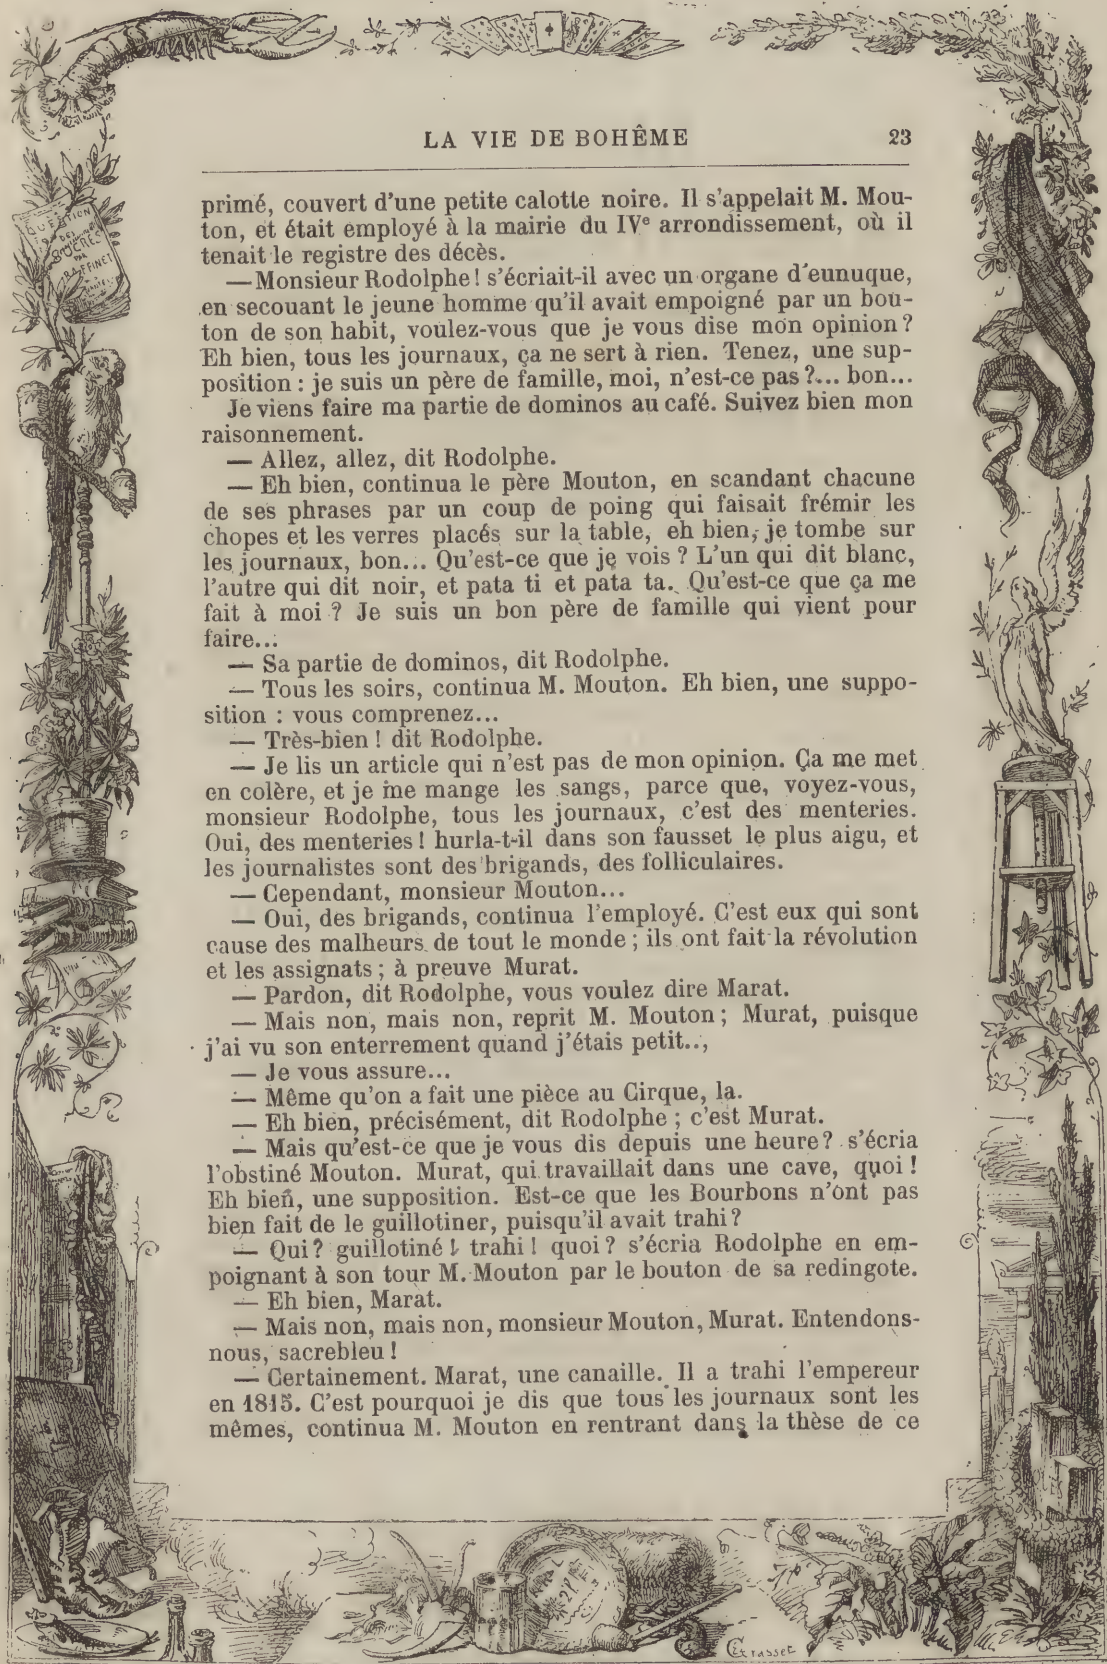 LA VIE DE BOHÊME 23
primé, couvert d'une petite calotte noire. Il s'appelait M. Mou-
ton, et était employé à la mairie du IVe arrondissement, où il
tenait le registre des décès.
— Monsieur Rodolphe! s'écriait-il avec un organe d'eunuque,
en secouant le jeune homme qu'il avait empoigné par un bou-
ton de son habit, voulez-vous que je vous dise mon opinion?
Eh bien, tous les journaux, ça ne sert à rien. Tenez, une sup-
position : je suis un père de famille, moi, n'est-ce pas?... bon...
Je viens faire ma partie de dominos au café. Suivez bien mon
raisonnement.
— Allez, allez, dit Rodolphe.
— Eh bien, continua le père Mouton, en scandant chacune
de ses phrases par un coup de poing qui faisait frémir les
chopes et les verres placés sur la table, eh bien, je tombe sur
les journaux, bon... Qu'est-ce que je vois ? L'un qui dit blanc,
l'autre qui dit noir, et pata ti et pata ta. Qu'est-ce que ça me
fait à moi ? Je suis un bon père de famille qui vient pour
faire...
— Sa partie de dominos, dit Rodolphe.
— Tous les soirs, continua M. Mouton. Eh bien, une suppo-
sition : vous comprenez...
— Très-bien ! dit Rodolphe.
— Je lis un article qui n'est pas de mon opinion. Ça me met
en colère, et je me mange les sangs, parce que, voyez-vous,
monsieur Rodolphe, tous les journaux, c'est des menteries.
Oui, des menteries ! hurla-t-il dans son fausset le plus aigu, et
les journalistes sont des brigands, des folliculaires.
— Cependant, monsieur Mouton...
— Oui, des brigands, continua l'employé. C'est eux qui sont
cause des malheurs de tout le monde ; ils ont fait la révolution
et les assignats ; à preuve Murat.
— Pardon, dit Rodolphe, vous voulez dire Marat.
— Mais non, mais non, reprit M. Mouton ; Murat, puisque
j'ai vu son enterrement quand j'étais petit..,
— Je vous assure...
— Même qu'on a fait une pièce au Cirque, la.
— Eh bien, précisément, dit Rodolphe ; c'est Murat.
— Mais qu'est-ce que je vous dis depuis une heure? s'écria
l'obstiné Mouton. Murat, qui travaillait dans une cave, quoi !
Eh bien, une supposition. Est-ce que les Bourbons n'ont pas
bien fait de le guillotiner, puisqu'il avait trahi ?
— Qui ? guillotiné ! trahi ! quoi ? s'écria Rodolphe en em-
poignant à son tour M. Mouton par le bouton de sa redingote.
— Eh bien, Marat.
— Mais non, mais non, monsieur Mouton, Murat. Entendons-
nous, sacrebleu !
— Certainement. Marat, une canaille. Il a trahi l'empereur
en 1815. C'est pourquoi je dis que tous les journaux sont les
mêmes, continua M. Mouton en rentrant dans la thèse de ce
QUESTION
DES
SUCRES
PAR
RAFFINET
Grasset